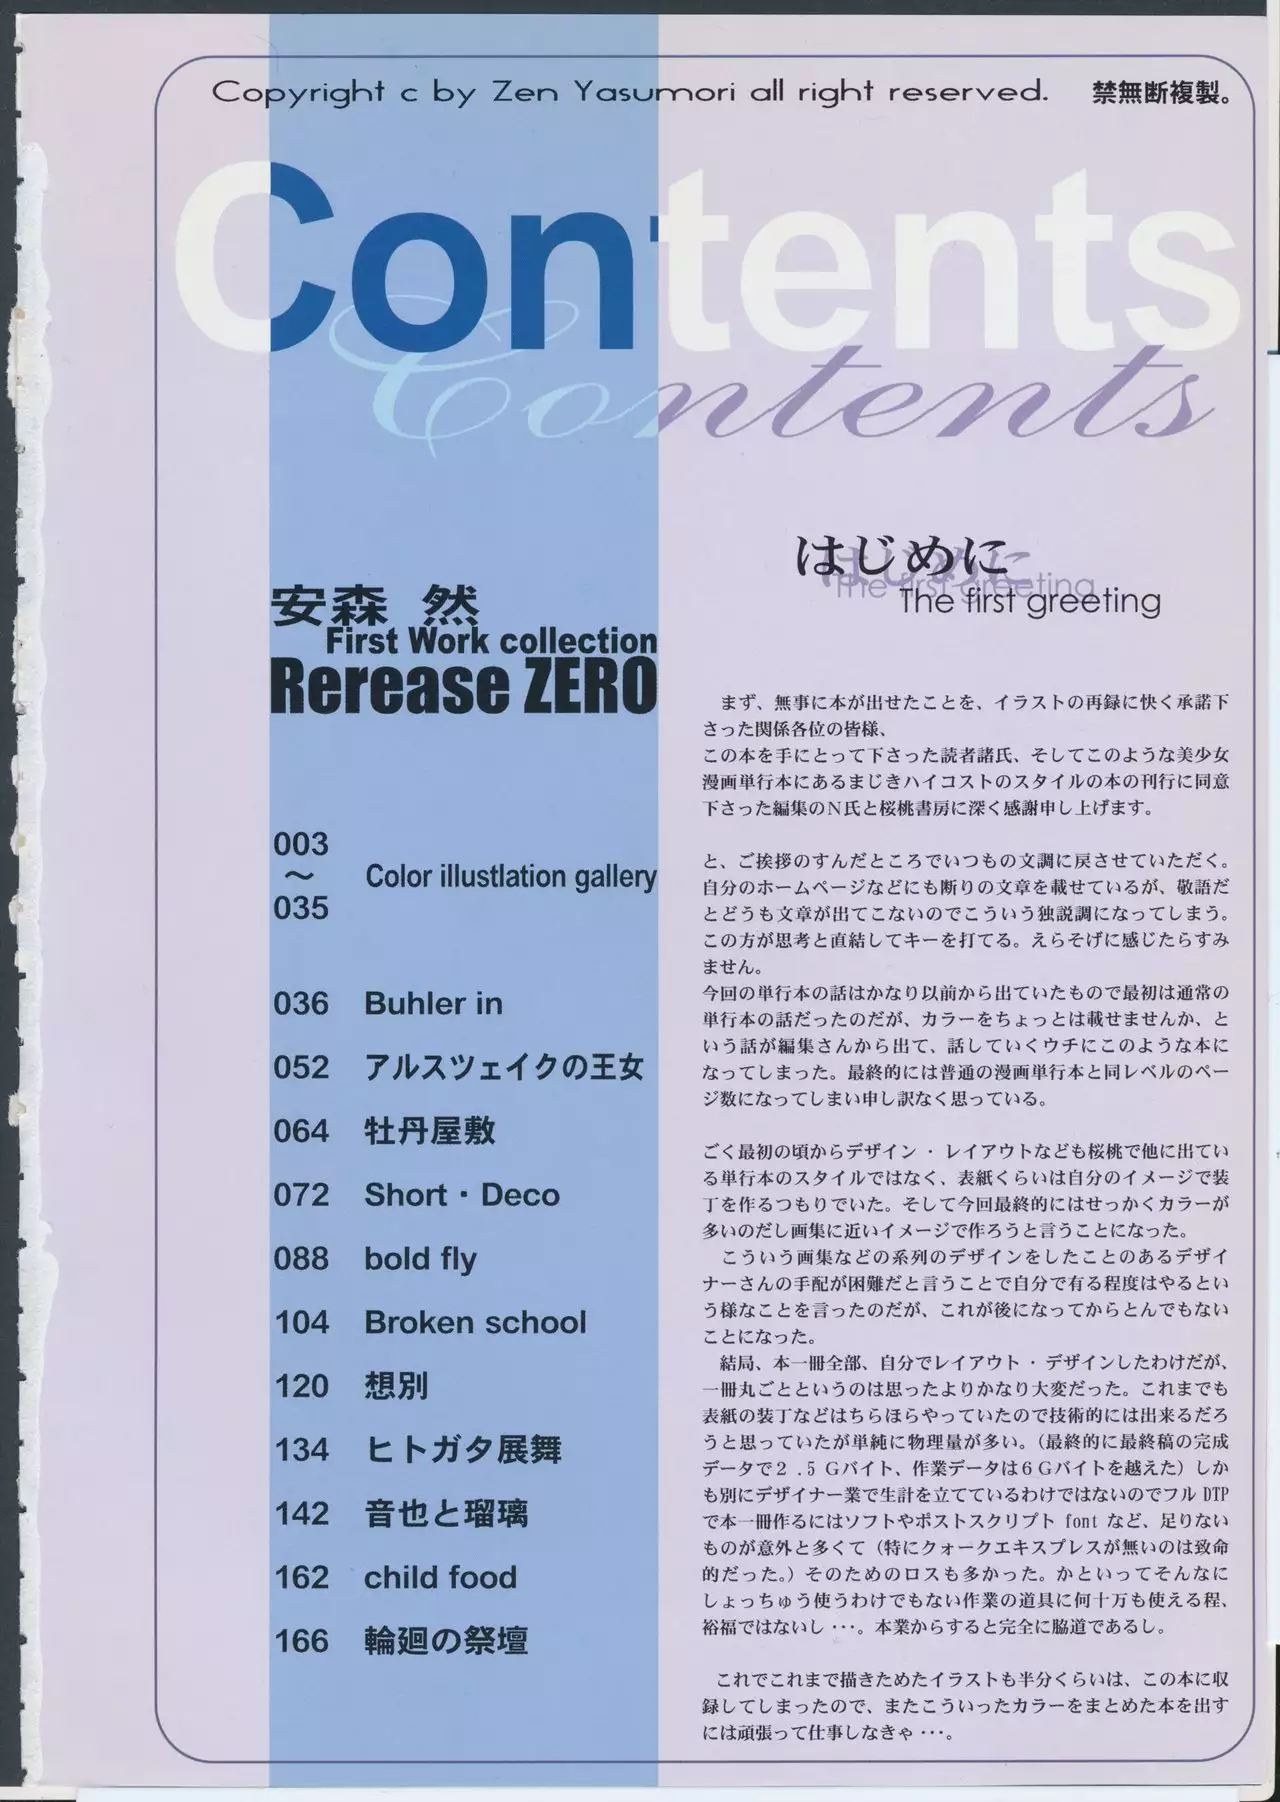 Copyright c by Zen Yasumori all right reserved. 禁無断複製。
Contents
Contents
安森 然
First Work collection
Rerease ZERO
003
～
035
Color illustlation gallery
036 Buhler in
052 アルスツェイクの王女
064 牡丹屋敷
072 Short・Deco
088 bold fly
104 Broken school
120 想別
134 ヒトガタ展舞
142 音也と瑠璃
162 child food
166 輪廻の祭壇
はじめに
The first greeting
まず、無事に本が出せたことを、イラストの再録に快く承諾下
さった関係各位の皆様、
この本を手にとって下さった読者諸氏、そしてこのような美少女
漫画単行本にあるまじきハイコストのスタイルの本の刊行に同意
下さった編集のＮ氏と桜桃書房に深く感謝申し上げます。
と、ご挨拶のすんだところでいつもの文調に戻させていただく。
自分のホームページなどにも断りの文章を載せているが、敬語だ
とどうも文章が出てこないのでこういう独説調になってしまう。
この方が思考と直結してキーを打てる。えらそげに感じたらすみ
ません。
今回の単行本の話はかなり以前から出ていたもので最初は通常の
単行本の話だったのだが、カラーをちょっとは載せませんか、と
いう話が編集さんから出て、話していくウチにこのような本に
なってしまった。最終的には普通の漫画単行本と同レベルのペー
ジ数になってしまい申し訳なく思っている。
ごく最初の頃からデザイン・レイアウトなども桜桃で他に出てい
る単行本のスタイルではなく、表紙くらいは自分のイメージで装
丁を作るつもりでいた。そして今回最終的にはせっかくカラーが
多いのだし画集に近いイメージで作ろうと言うことになった。
こういう画集などの系列のデザインをしたことのあるデザイ
ナーさんの手配が困難だと言うことで自分で有る程度はやるとい
う様なことを言ったのだが、これが後になってからとんでもない
ことになった。
結局、本一冊全部、自分でレイアウト・デザインしたわけだが、
一冊丸ごとというのは思ったよりかなり大変だった。これまでも
表紙の装丁などはちらほらやっていたので技術的には出来るだろ
うと思っていたが単純に物理量が多い。（最終的に最終稿の完成
データで２.５Ｇバイト、作業データは６Ｇバイトを越えた）しか
も別にデザイナー業で生計を立てているわけではないのでフルDTP
で本一冊作るにはソフトやポストスクリプト font など、足りない
ものが意外と多くて（特にクォークエキスプレスが無いのは致命
的だった。）そのためのロスも多かった。かといってそんなに
しょっちゅう使うわけでもない作業の道具に何十万も使える程、
裕福ではないし・・・。本業からすると完全に脇道であるし。
これでこれまで描きためたイラストも半分くらいは、この本に収
録してしまったので、またこういったカラーをまとめた本を出す
には頑張って仕事しなきゃ・・・。